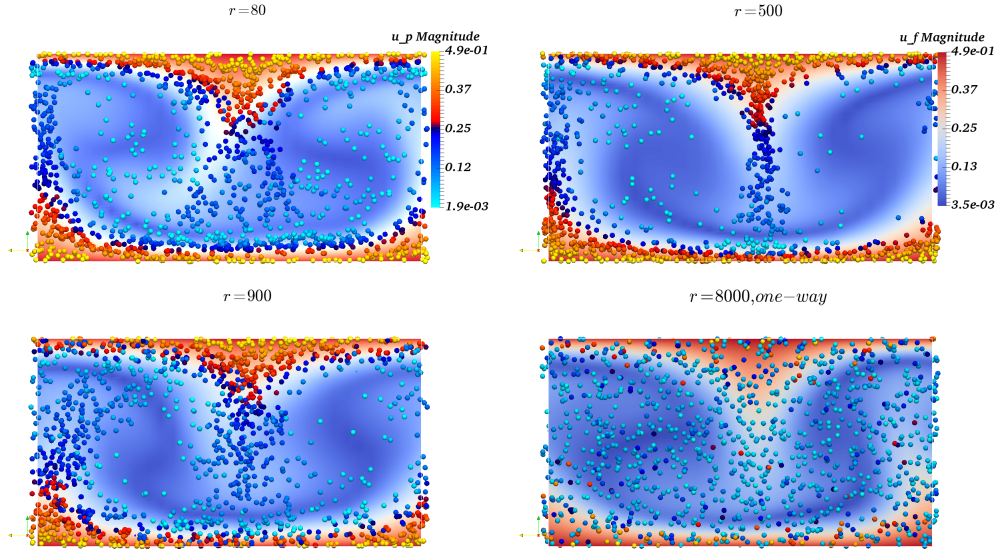 r=80
r=500
u_p Magnitude
4.9e-01
0.37
0.25
0.12
1.9e-03
u_f Magnitude
4.9e-01
0.37
0.25
0.13
3.5e-03
r=900
r=8000,one−way